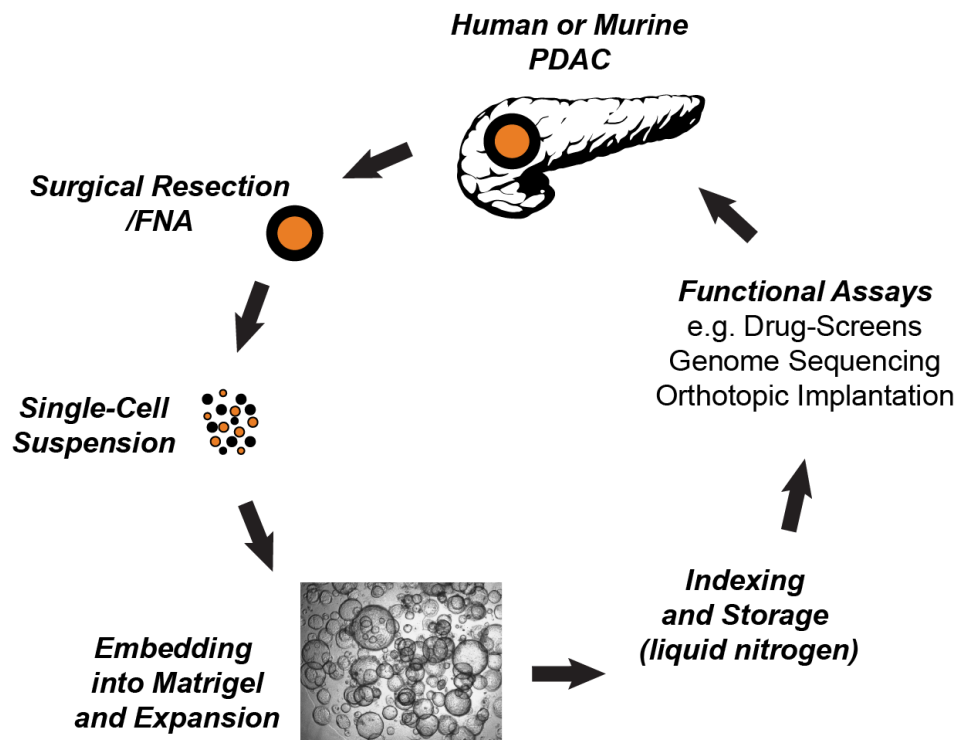 Human or Murine
PDAC
Surgical Resection
/FNA
Single-Cell
Suspension
Embedding
into Matrigel
and Expansion
Indexing
and Storage
(liquid nitrogen)
Functional Assays
e.g. Drug-Screens
Genome Sequencing
Orthotopic Implantation